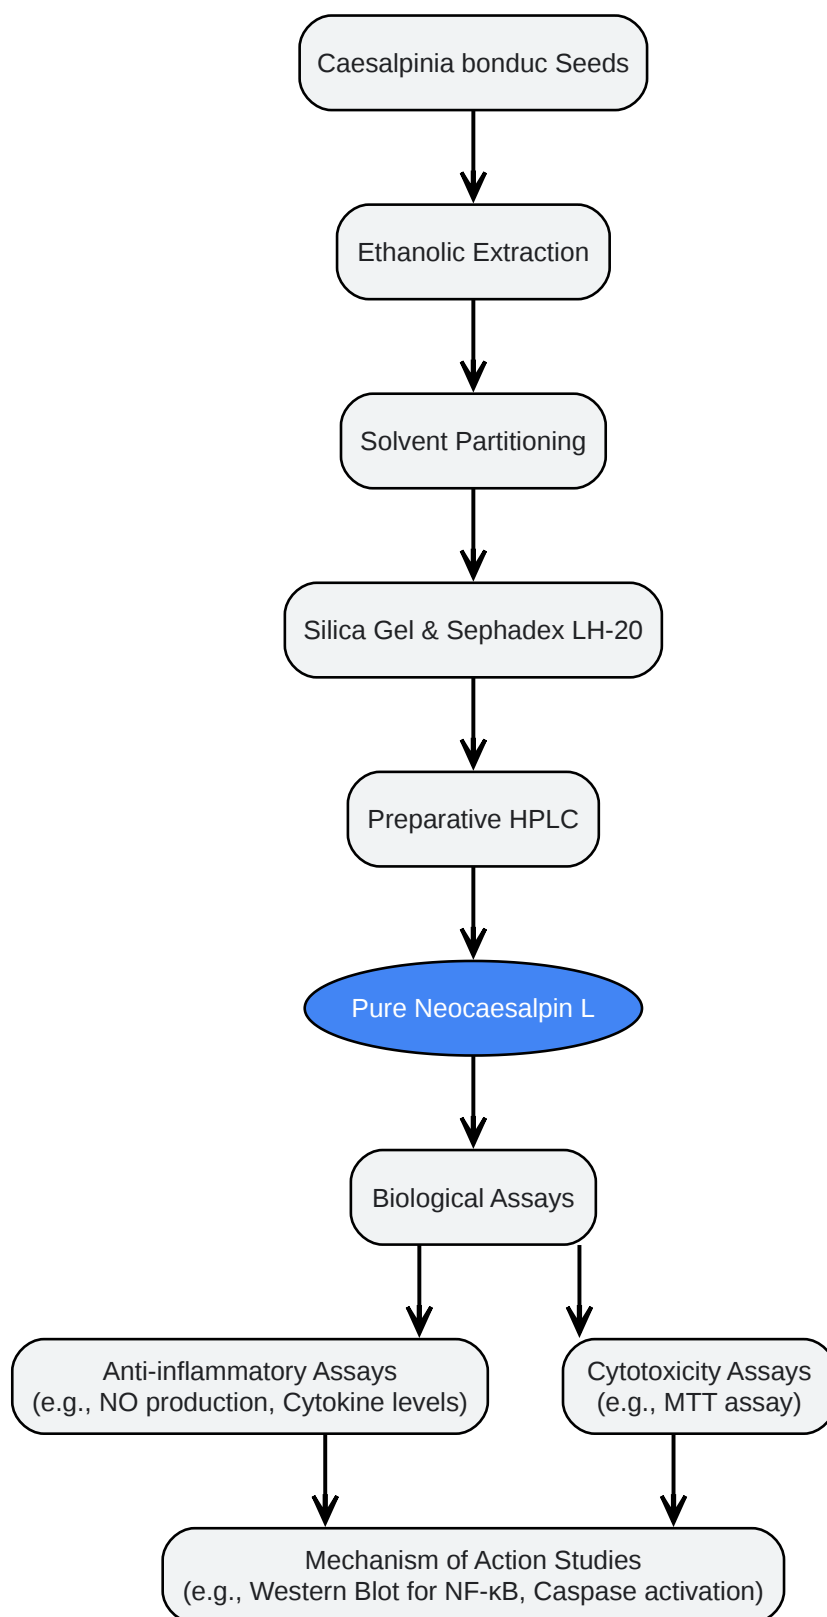 Caesalpinia bonduc Seeds
Ethanolic Extraction
Solvent Partitioning
Silica Gel & Sephadex LH-20
Preparative HPLC
Pure Neocaesalpin L
Biological Assays
Anti-inflammatory Assays
(e.g., NO production, Cytokine levels)
Cytotoxicity Assays
(e.g., MTT assay)
Mechanism of Action Studies
(e.g., Western Blot for NF-κB, Caspase activation)